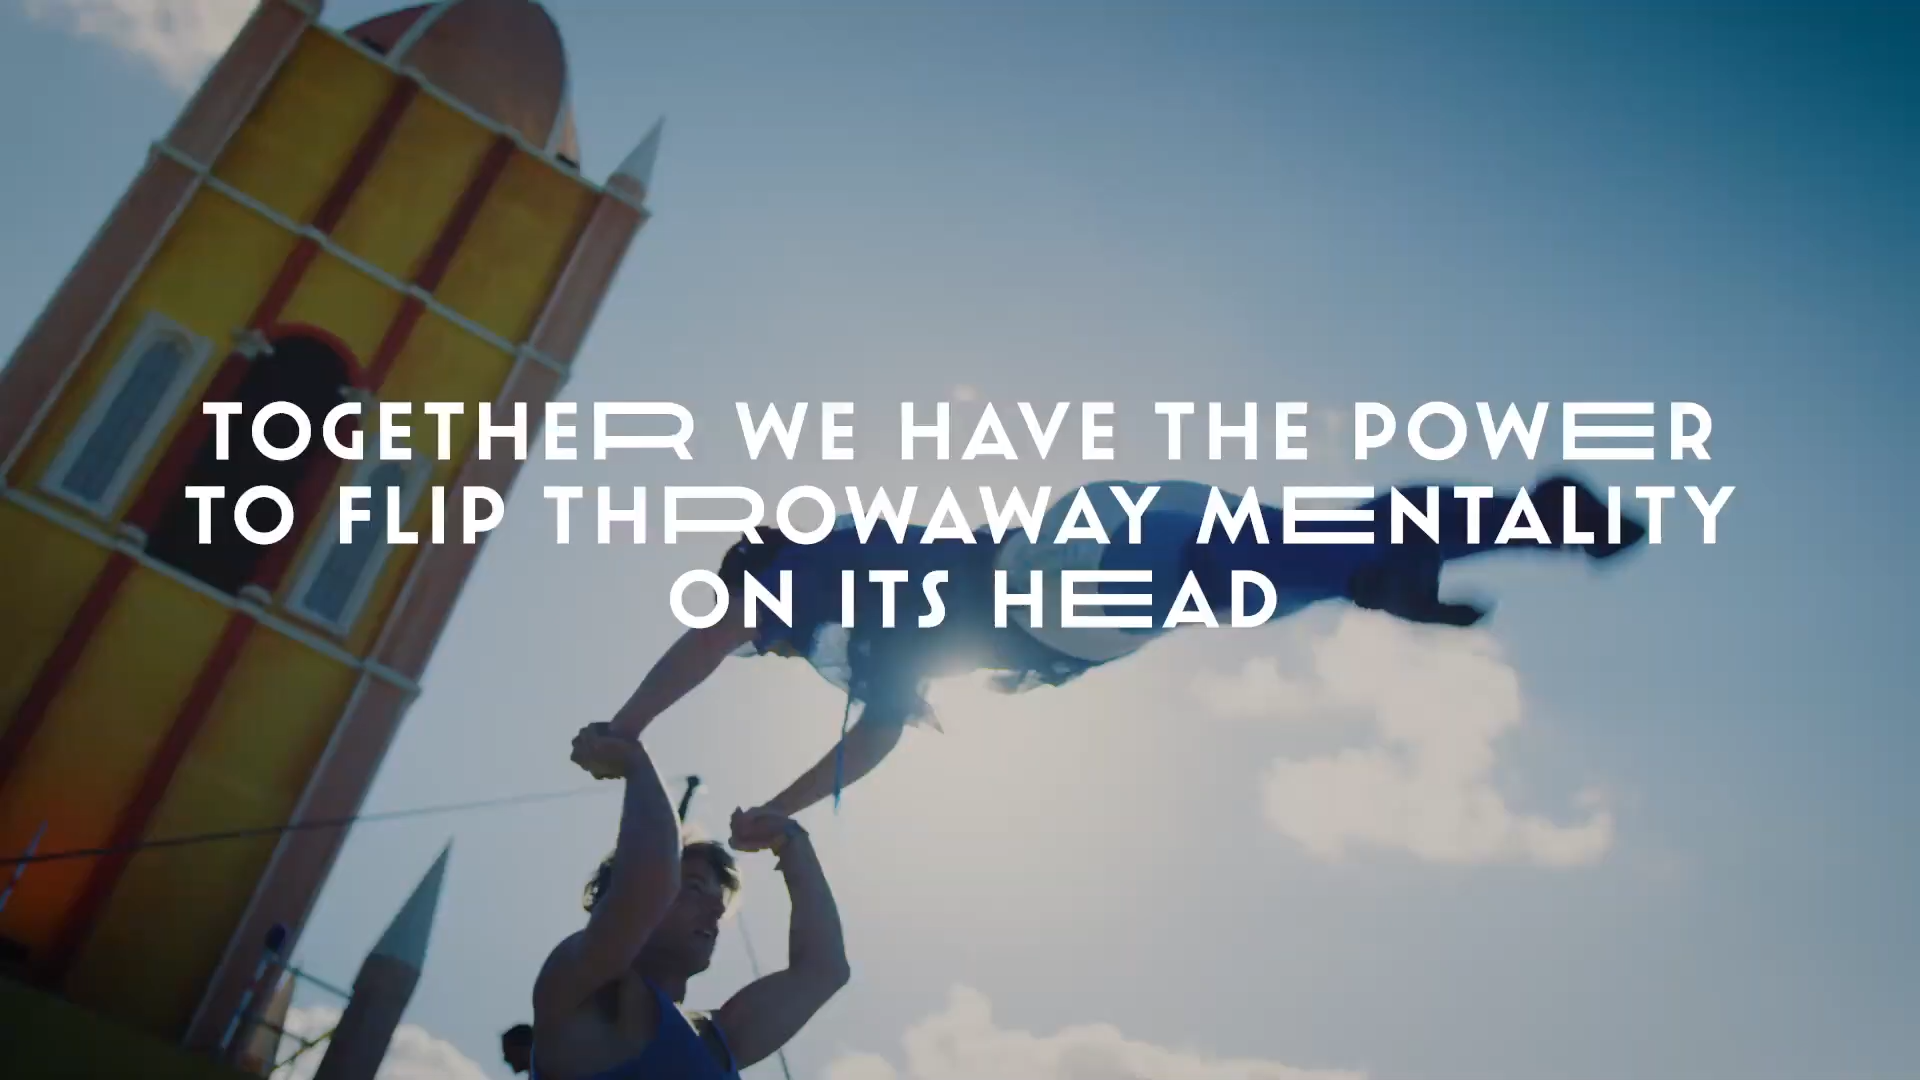 TOGETHER WE HAVE THE POWER
TO FLIP THROWAWAY MENTALITY
ON ITS HEAD